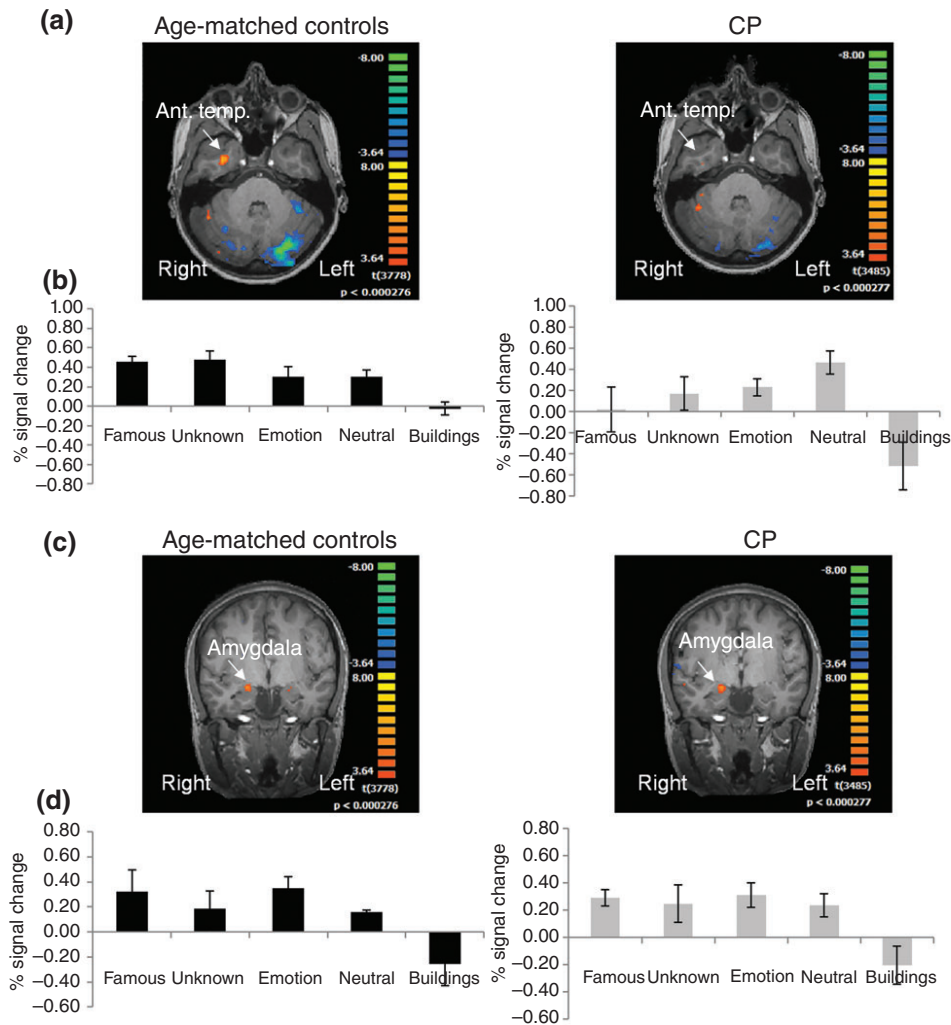 (a)
Age-matched controls
CP
Ant. temp.
-8.00
-3.64
8.00
3.64
t(3778)
p < 0.000276
Right
Left
Ant. temp.
-8.00
-3.64
8.00
3.64
t(3485)
p < 0.000277
Right
Left
(b)
% signal change
1.00
0.80
0.60
0.40
0.20
0.00
−0.20
−0.40
−0.60
−0.80
Famous Unknown Emotion Neutral Buildings
% signal change
1.00
0.80
0.60
0.40
0.20
0.00
−0.20
−0.40
−0.60
−0.80
Famous Unknown Emotion Neutral Buildings
(c)
Age-matched controls
CP
Amygdala
-8.00
-3.64
8.00
3.64
t(3778)
p < 0.000276
Right
Left
Amygdala
-8.00
-3.64
8.00
3.64
t(3485)
p < 0.000277
Right
Left
(d)
% signal change
0.80
0.60
0.40
0.20
0.00
−0.20
−0.40
−0.60
Famous Unknown Emotion Neutral Buildings
% signal change
0.80
0.60
0.40
0.20
0.00
−0.20
−0.40
−0.60
Famous Unknown Emotion Neutral Buildings